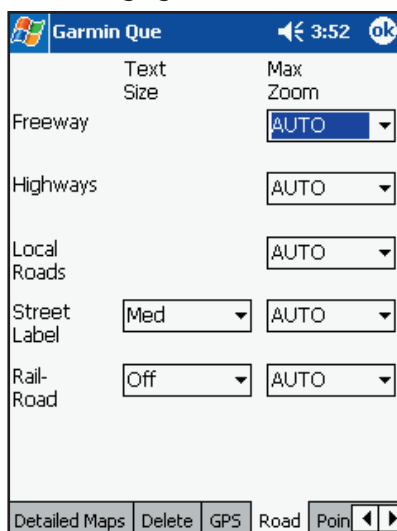 Garmin Que 3:52 ok
Text Size Max Zoom
Freeway AUTO
Highways AUTO
Local Roads AUTO
Street Label Med AUTO
Rail-Road Off AUTO
Detailed Maps Delete GPS Road Poin